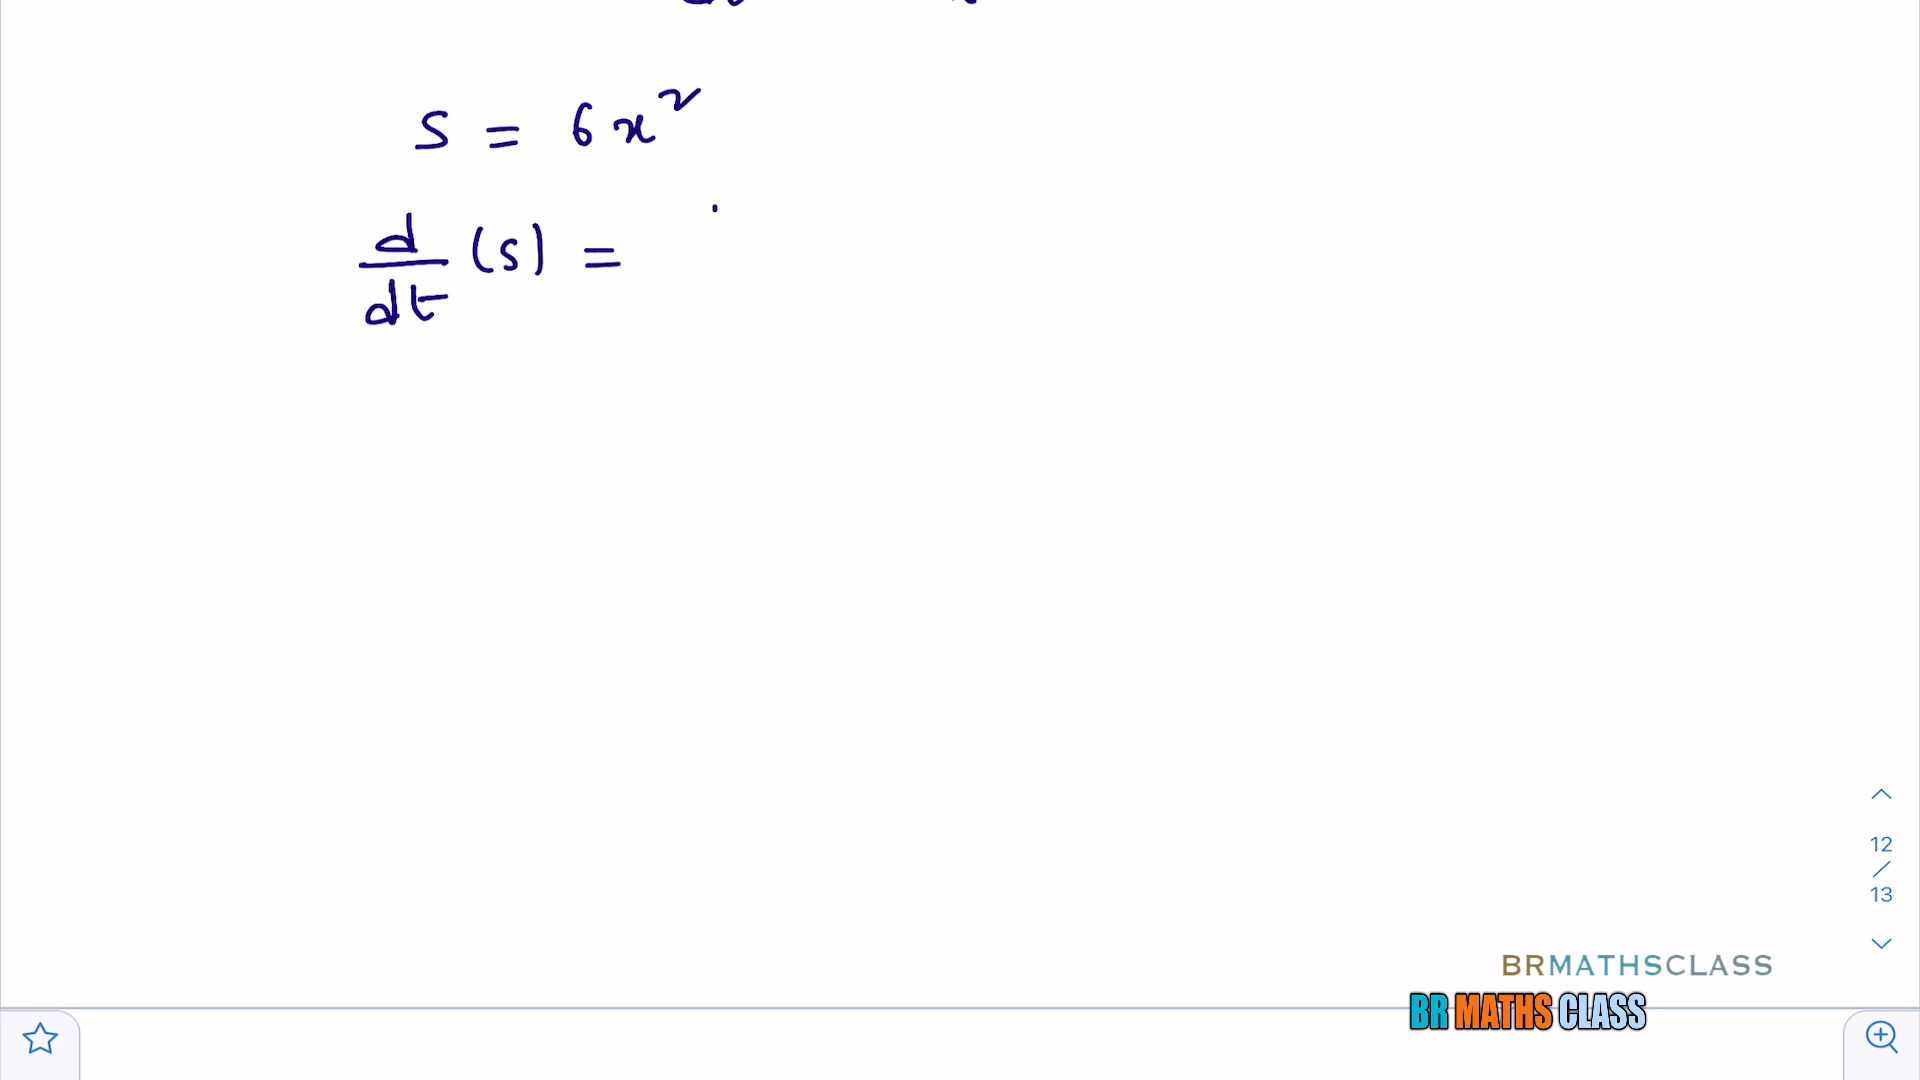 S = 6x²
d/dt (s) =
12
/
13
BRMATHSCLASS
BR MATHS CLASS